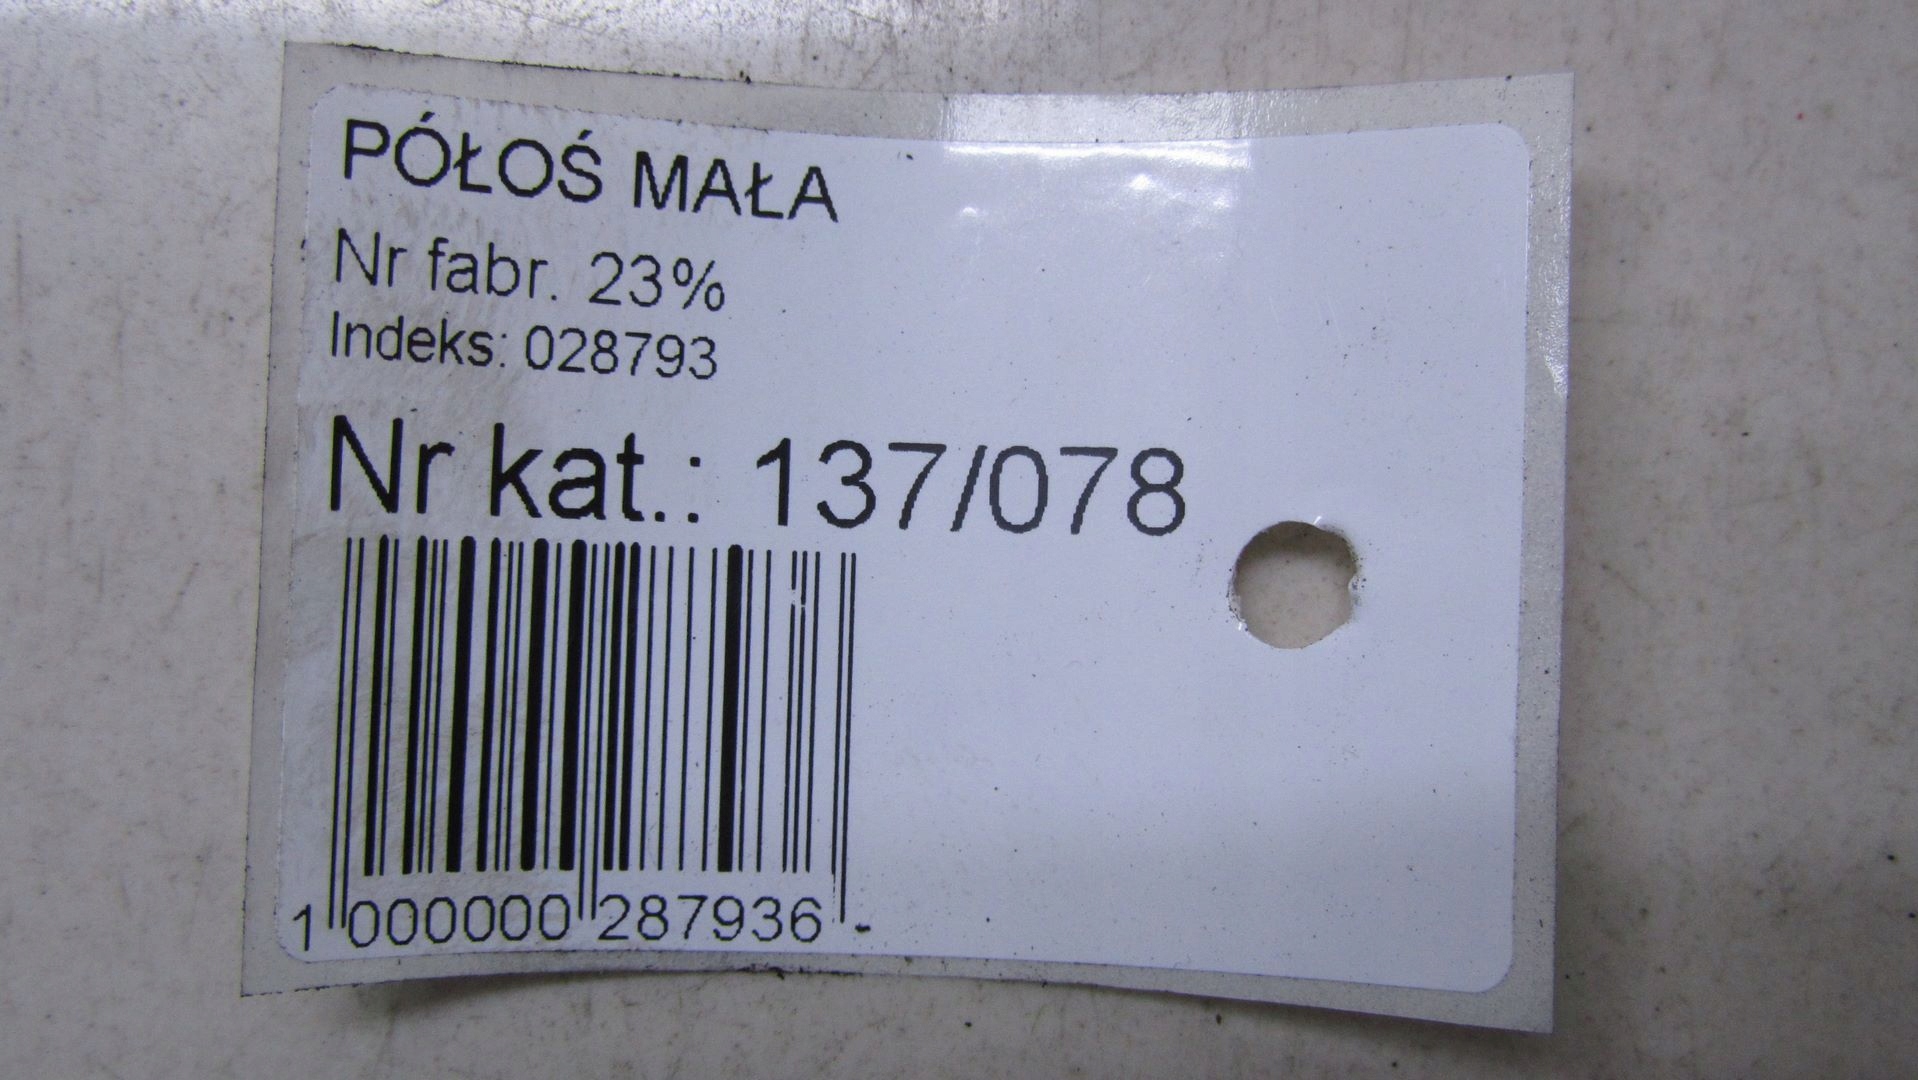 PÓŁOŚ MAŁA
Nr fabr. 23%
Indeks: 028793
Nr kat.: 137/078
1 000000 287936 -